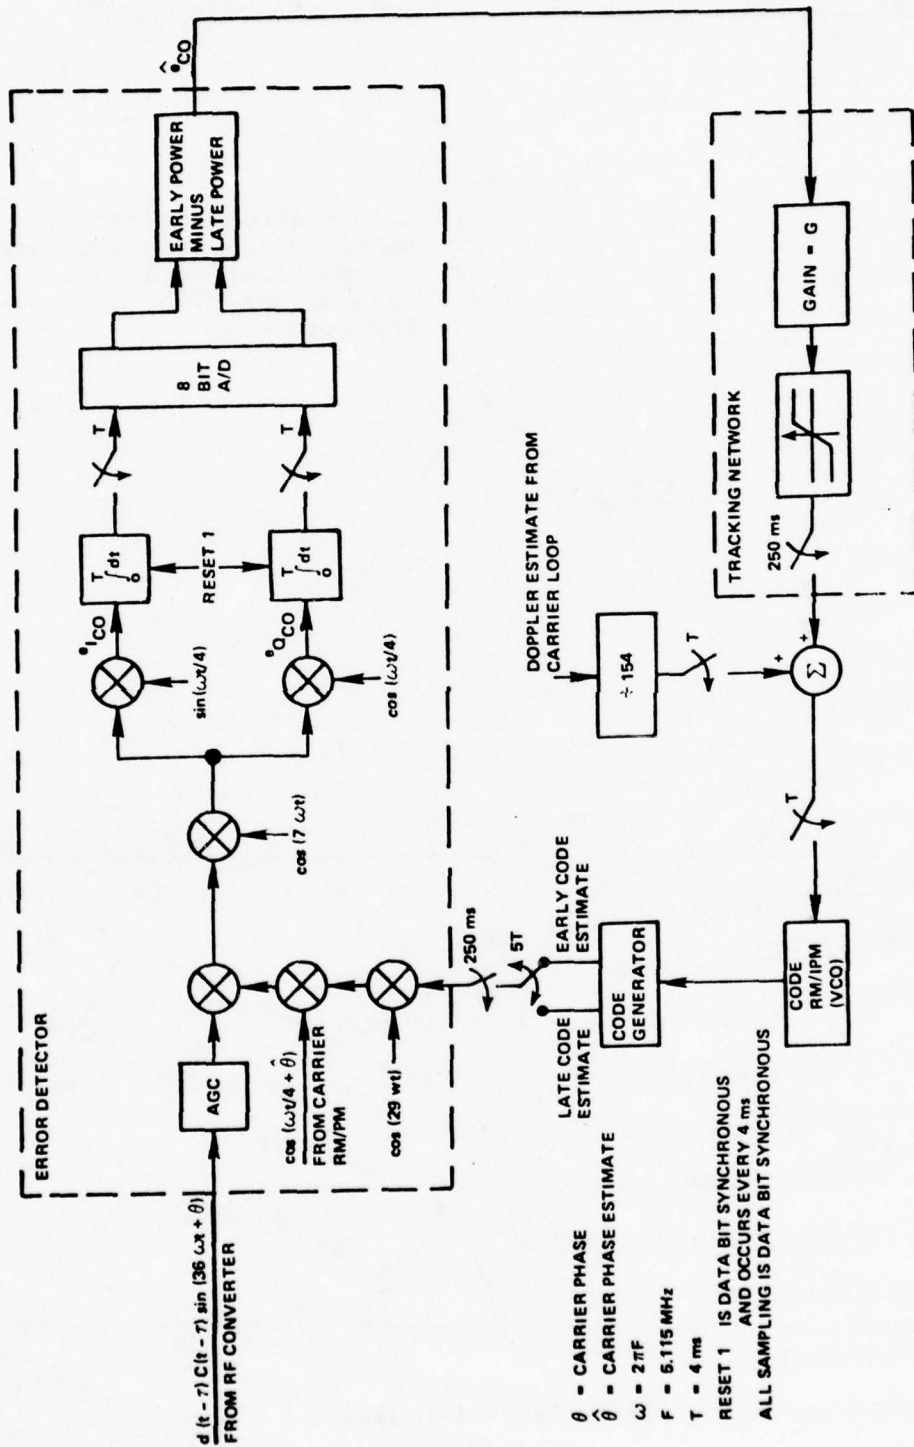 ERROR DETECTOR
d (t − τ) C(t − τ) sin (36 ωt + θ)
FROM RF CONVERTER
AGC
cos (ωt/4 + θ̂)
FROM CARRIER
RM/PM
cos (29 wt)
cos (7 ωt)
e I CO
sin(ωt/4)
e Q CO
cos (ωt/4)
T
∫ dt
0
RESET 1
T
∫ dt
0
T
T
8
BIT
A/D
EARLY POWER
MINUS
LATE POWER
ê CO
250 ms
5T
LATE CODE
ESTIMATE
EARLY CODE
ESTIMATE
CODE
GENERATOR
DOPPLER ESTIMATE FROM
CARRIER LOOP
÷ 154
T
TRACKING NETWORK
GAIN = G
250 ms
+
+
Σ
T
CODE
RM/IPM
(VCO)
θ = CARRIER PHASE
θ̂ = CARRIER PHASE ESTIMATE
ω = 2πF
F = 5.115 MHz
T = 4 ms
RESET 1 IS DATA BIT SYNCHRONOUS
AND OCCURS EVERY 4 ms
ALL SAMPLING IS DATA BIT SYNCHRONOUS